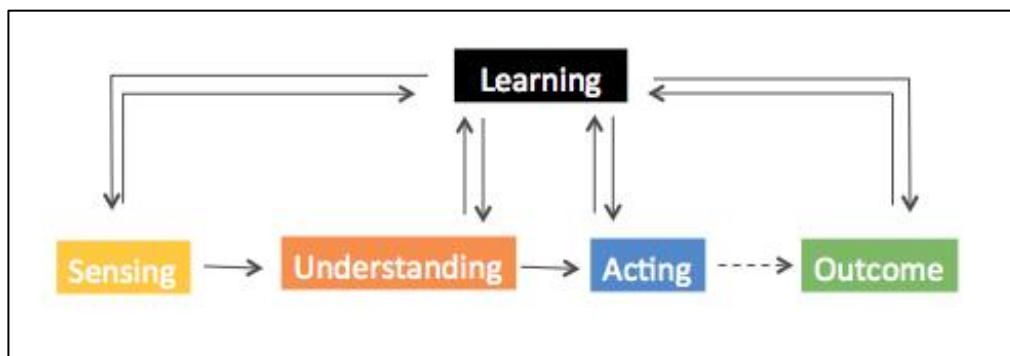 Learning
Sensing
Understanding
Acting
Outcome